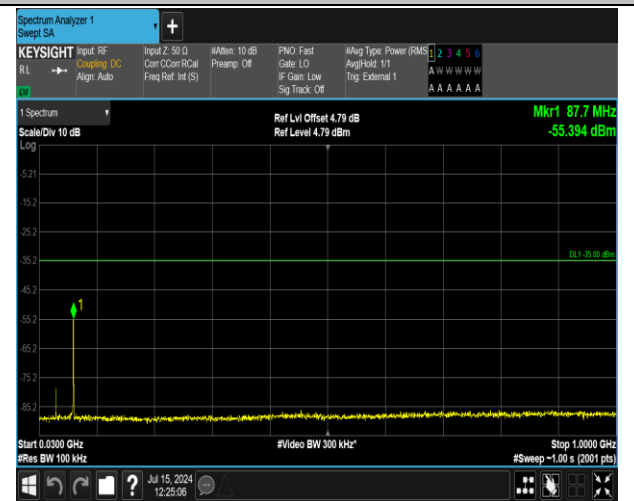 Spectrum Analyzer 1
Swept SA
+
KEYSIGHT
RL
Input: RF
Coupling: DC
Align: Auto
Input Z: 50 Ω
Corr CCorr RCal
Freq Ref: Int (S)
#Atten: 10 dB
Preamp: Off
PNO: Fast
Gate: LO
IF Gain: Low
Sig Track: Off
#Avg Type: Power (RMS
Avg|Hold: 1/1
Trig: External 1
1 2 3 4 5 6
A W W W W W
A A A A A A
1 Spectrum
Scale/Div 10 dB
Log
Ref Lvl Offset 4.79 dB
Ref Level 4.79 dBm
Mkr1 87.7 MHz
-55.394 dBm
-5.21
-15.2
-25.2
-35.2
DL1 -35.00 dBm
-45.2
1
-55.2
-65.2
-75.2
-85.2
Start 0.0300 GHz
#Res BW 100 kHz
#Video BW 300 kHz*
Stop 1.0000 GHz
#Sweep ~1.00 s (2001 pts)
?
Jul 15, 2024
12:25:06